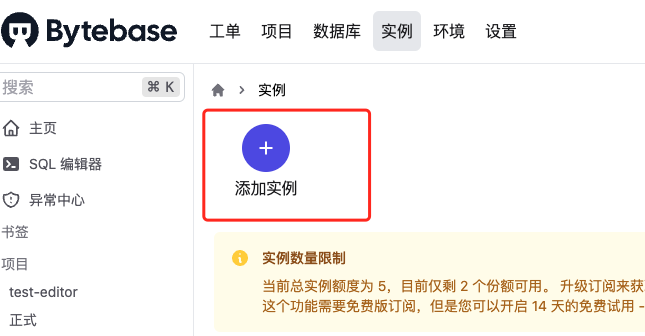 Bytebase
工单 项目 数据库 实例 环境 设置
搜索 ⌘ K
实例
主页
SQL 编辑器
异常中心
书签
项目
test-editor
正式
添加实例
实例数量限制
当前总实例额度为 5，目前仅剩 2 个份额可用。 升级订阅来获
这个功能需要免费版订阅，但是您可以开启 14 天的免费试用 -